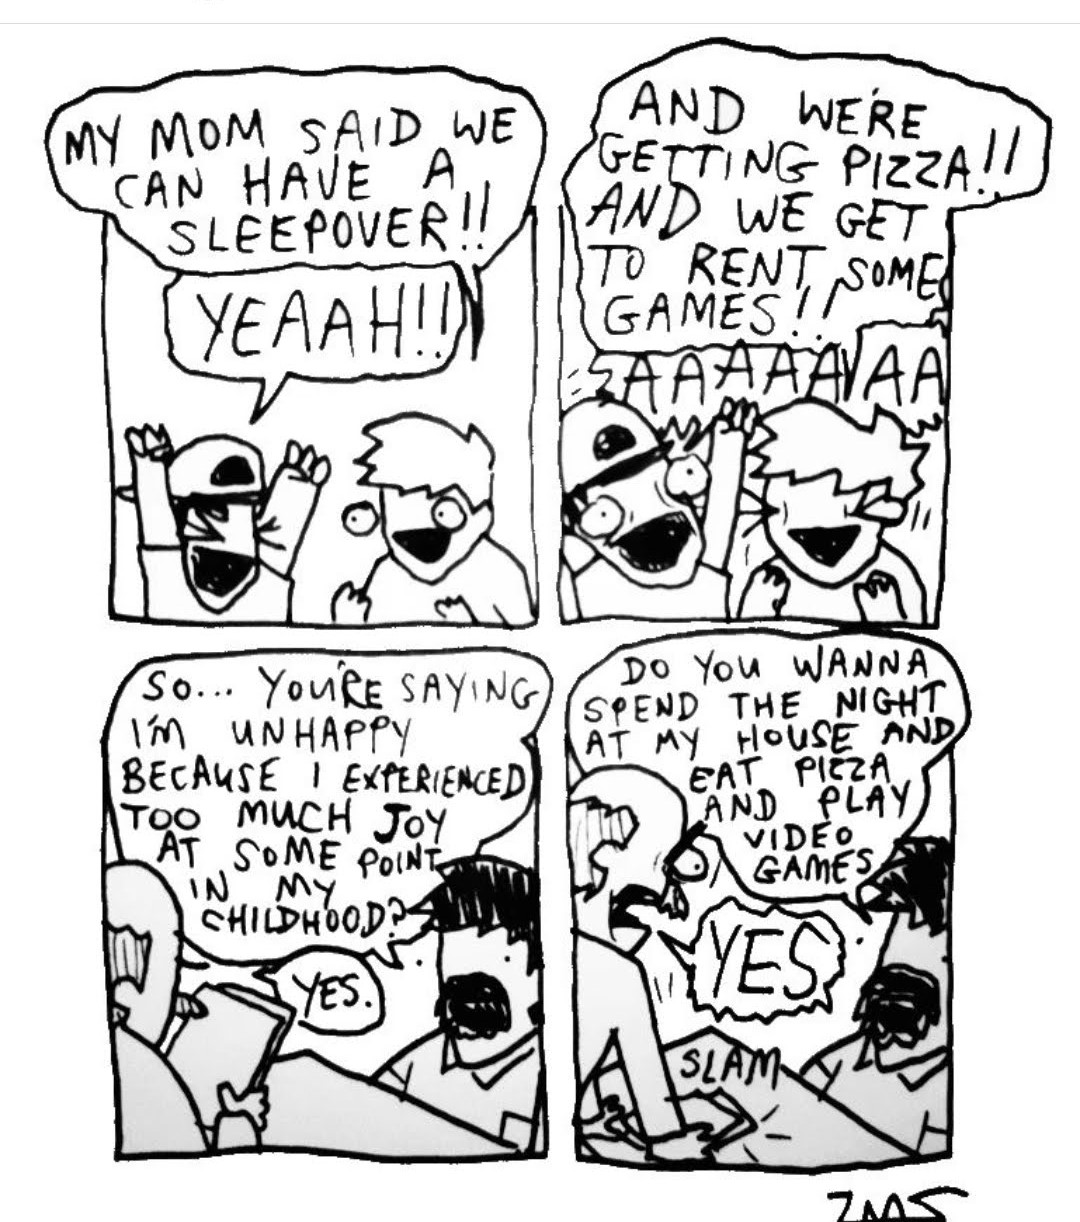 MY MOM SAID WE
CAN HAVE A
SLEEPOVER!!
YEAAH!!
AND WE'RE
GETTING PIZZA!!
AND WE GET
TO RENT SOME
GAMES!!
AAAAAAA
SO... YOU'RE SAYING
I'M UNHAPPY
BECAUSE I EXPERIENCED
TOO MUCH JOY
AT SOME POINT
IN MY
CHILDHOOD?
YES.
DO YOU WANNA
SPEND THE NIGHT
AT MY HOUSE AND
EAT PIZZA
AND PLAY
VIDEO
GAMES
YES
SLAM